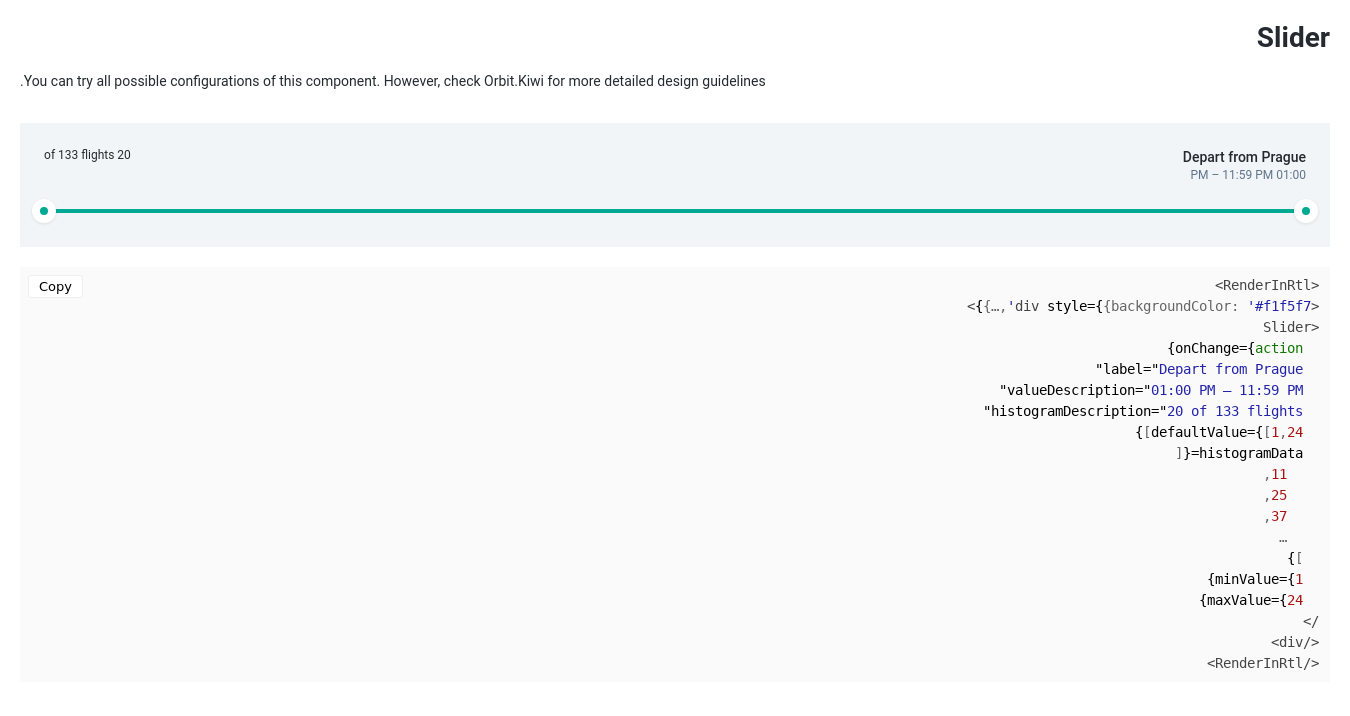 Slider
.You can try all possible configurations of this component. However, check Orbit.Kiwi for more detailed design guidelines
Depart from Prague
PM – 11:59 PM 01:00
of 133 flights 20
Copy
<RenderInRtl>
<{{…,'div style={{backgroundColor: '#f1f5f7>
Slider>
{onChange={action
"label="Depart from Prague
"valueDescription="01:00 PM – 11:59 PM
"histogramDescription="20 of 133 flights
{[defaultValue={[1,24
]}=histogramData
,11
,25
,37
…
{[
{minValue={1
{maxValue={24
</
<div/>
<RenderInRtl/>